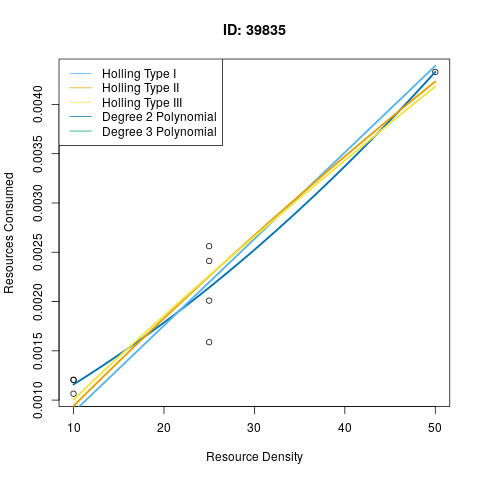 ID: 39835
Holling Type I
Holling Type II
Holling Type III
Degree 2 Polynomial
Degree 3 Polynomial
Resources Consumed
0.0040
0.0035
0.0030
0.0025
0.0020
0.0015
0.0010
10 20 30 40 50
Resource Density